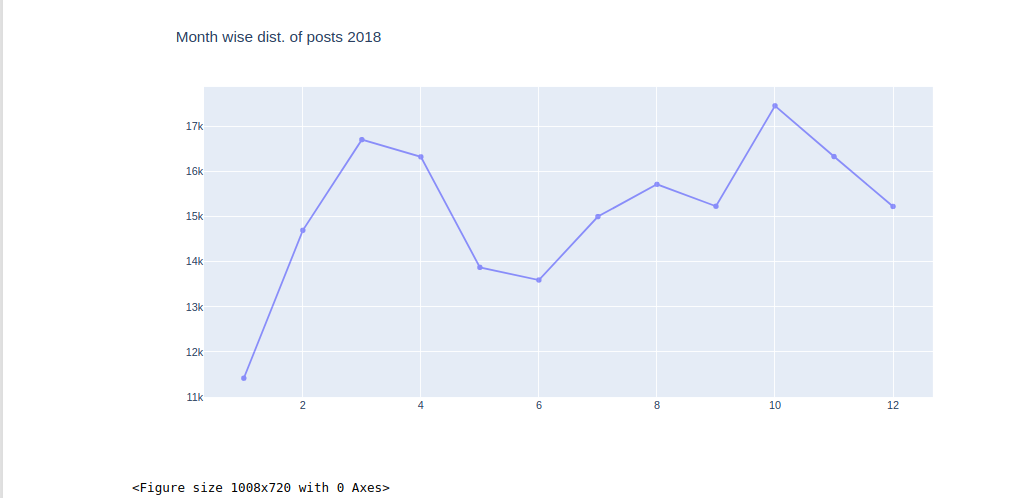 Month wise dist. of posts 2018
17k
16k
15k
14k
13k
12k
11k
2 4 6 8 10 12
<Figure size 1008x720 with 0 Axes>